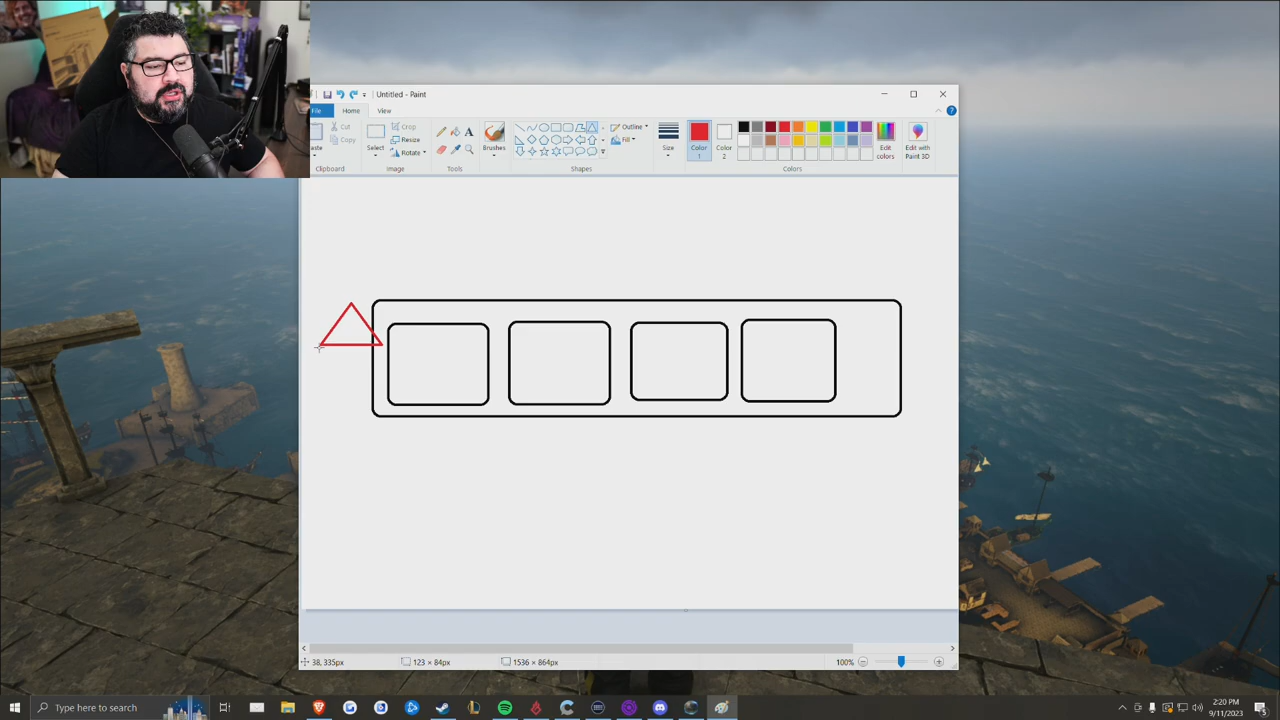 Untitled - Paint
File
Home
View
Cut
Copy
Crop
Resize
Rotate
Select
Brushes
Outline
Fill
Size
Color
1
Color
2
Edit
colors
Edit with
Paint 3D
Clipboard
Image
Tools
Shapes
Colors
38, 335px
123 × 84px
1536 × 864px
100%
Type here to search
2:20 PM
9/11/2023